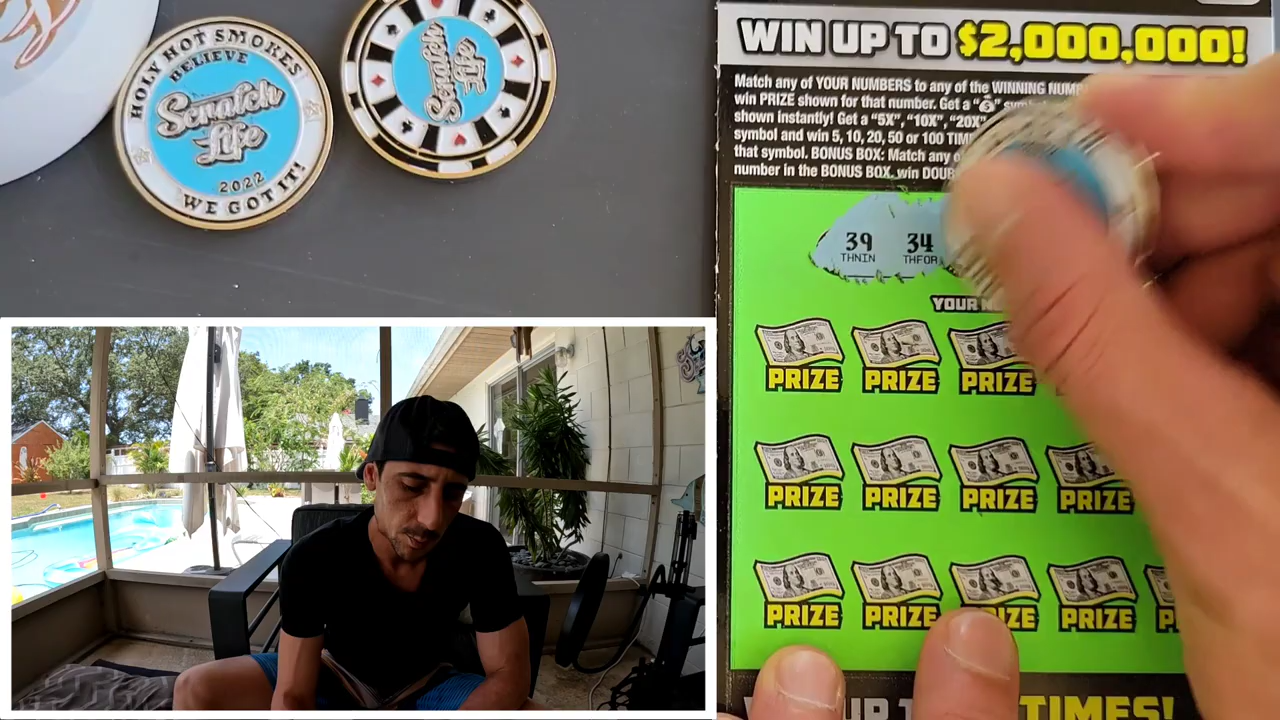 HOLY HOT SMOKES
BELIEVE
Scratch
Life
2022
WE GOT IT!
Scratch
Life
WIN UP TO $2,000,000!
Match any of YOUR NUMBERS to any of the WINNING
win PRIZE shown for that number. Get a "
shown instantly! Get a "5X", "10X", "20X"
symbol and win 5, 10, 20, 50 or 100
that symbol. BONUS BOX: Match any
number in the BONUS BOX, win
39 34
THNIN THFOR
YOUR
PRIZE PRIZE PRIZE
PRIZE PRIZE PRIZE PRIZE
PRIZE PRIZE PRIZE PRIZE
TIMES!